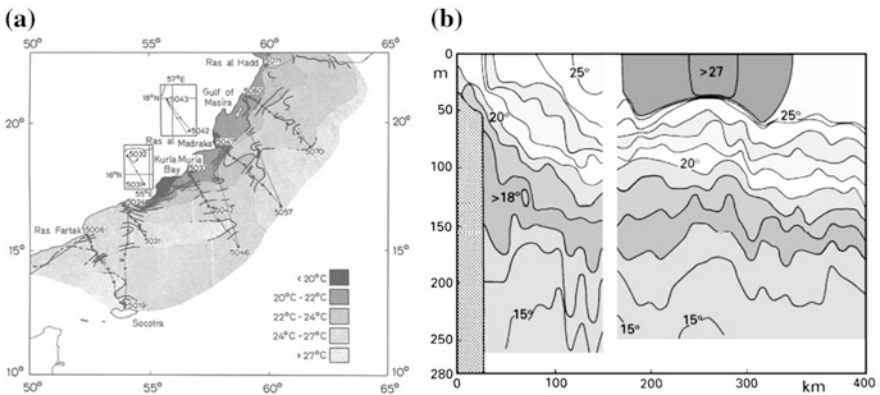 (a)
50° 55° 60° 65°
Ras al Hadd
57°E
18°N
5043
5042
Gulf of
Masira
5060
20° 20°
Ras al
Madraka
5032
16°N
55°E
Kuria Muria
Bay
5070
5057
Ras Fartak
5006
5031
5046
15° 15°
5019
Socotra
< 20°C
20°C - 22°C
22°C - 24°C
24°C - 27°C
> 27°C
10° 10°
50° 55° 60° 65°
(b)
0
m
50
100
150
200
250
280
25°
>27
25°
20°
20°
>18°
15°
15°
15°
0 100 200 300 400
km